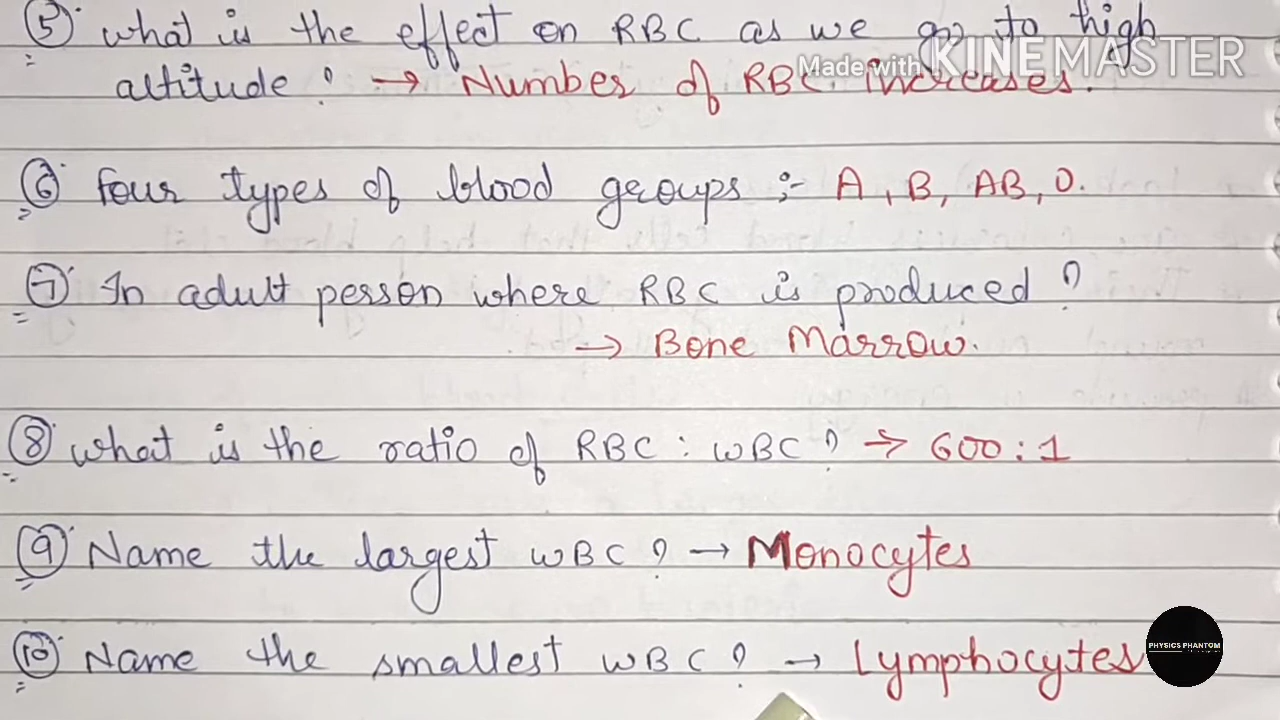 (5) What is the effect on RBC as we go to high
Made with KINEMASTER
altitude? → Number of RBC increases.
(6) Four types of blood groups :- A, B, AB, O.
(7) In adult person where RBC is produced?
→ Bone Marrow.
(8) What is the ratio of RBC : WBC? → 600 : 1
(9) Name the largest WBC? → Monocytes
(10) Name the smallest WBC? → Lymphocytes
PHYSICS PHANTOM